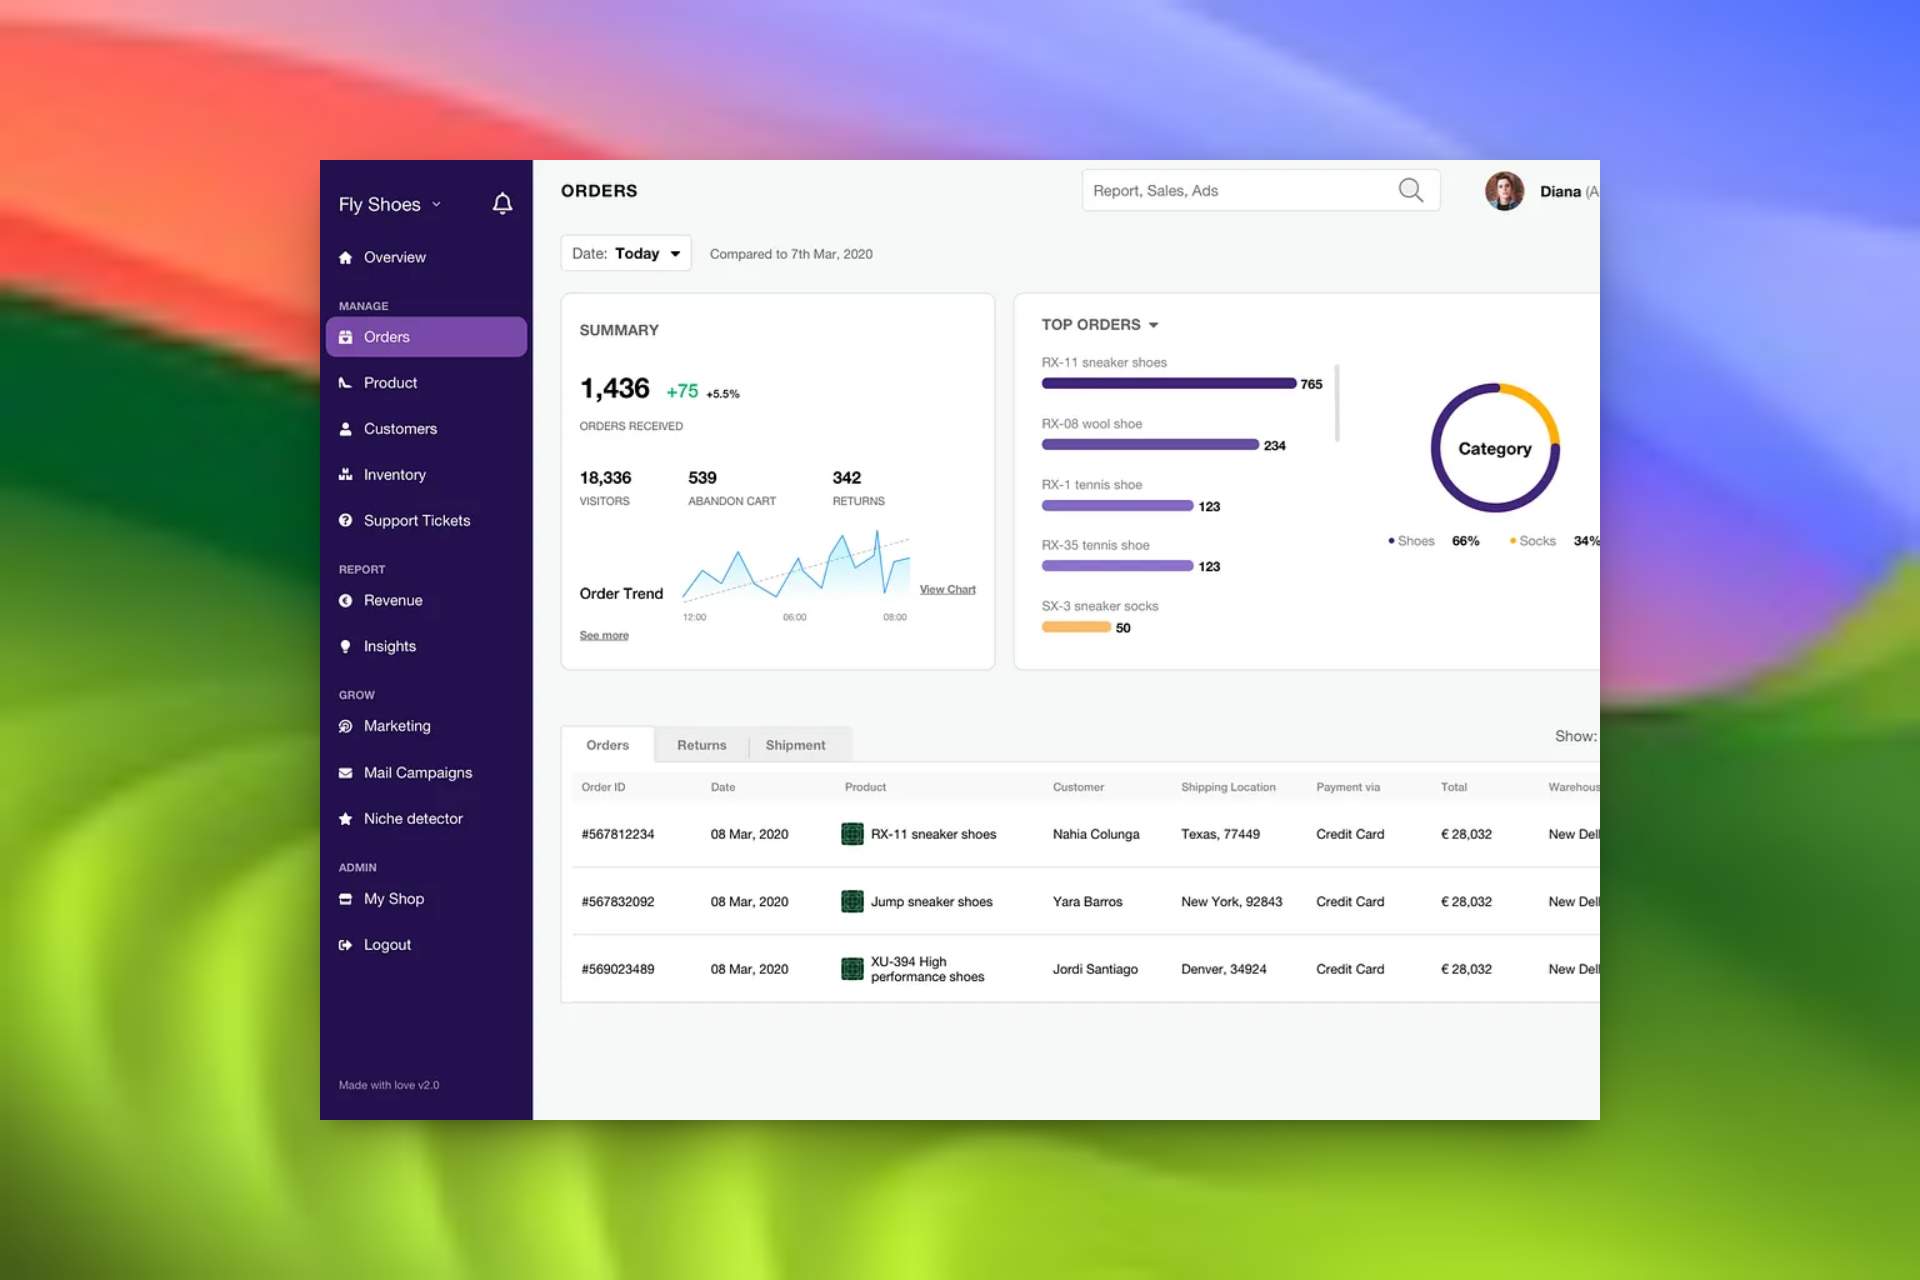 Fly Shoes
Overview
MANAGE
Orders
Product
Customers
Inventory
Support Tickets
REPORT
Revenue
Insights
GROW
Marketing
Mail Campaigns
Niche detector
ADMIN
My Shop
Logout
Made with love v2.0
ORDERS
Report, Sales, Ads
Diana (A
Date: Today
Compared to 7th Mar, 2020
SUMMARY
1,436 +75 +5.5%
ORDERS RECEIVED
18,336 539 342
VISITORS ABANDON CART RETURNS
Order Trend
12:00 06:00 08:00
View Chart
See more
TOP ORDERS
RX-11 sneaker shoes
765
RX-08 wool shoe
234
RX-1 tennis shoe
123
RX-35 tennis shoe
123
SX-3 sneaker socks
50
Category
Shoes 66% Socks 34%
Orders Returns Shipment
Show:
Order ID Date Product Customer Shipping Location Payment via Total Warehous
#567812234 08 Mar, 2020 RX-11 sneaker shoes Nahia Colunga Texas, 77449 Credit Card € 28,032 New Del
#567832092 08 Mar, 2020 Jump sneaker shoes Yara Barros New York, 92843 Credit Card € 28,032 New Del
#569023489 08 Mar, 2020 XU-394 High performance shoes Jordi Santiago Denver, 34924 Credit Card € 28,032 New Del